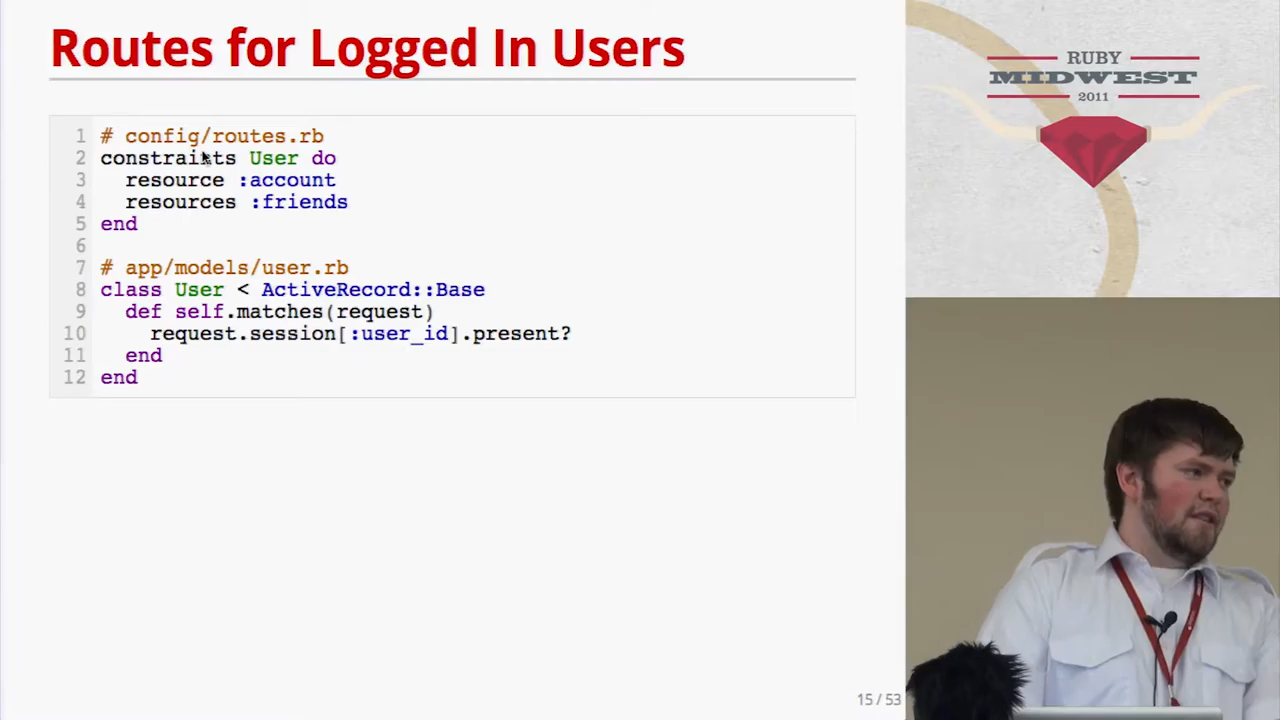 Routes for Logged In Users
1 # config/routes.rb
2 constraints User do
3   resource :account
4   resources :friends
5 end
6
7 # app/models/user.rb
8 class User < ActiveRecord::Base
9   def self.matches(request)
10     request.session[:user_id].present?
11   end
12 end
15 / 53
RUBY
MIDWEST
2011